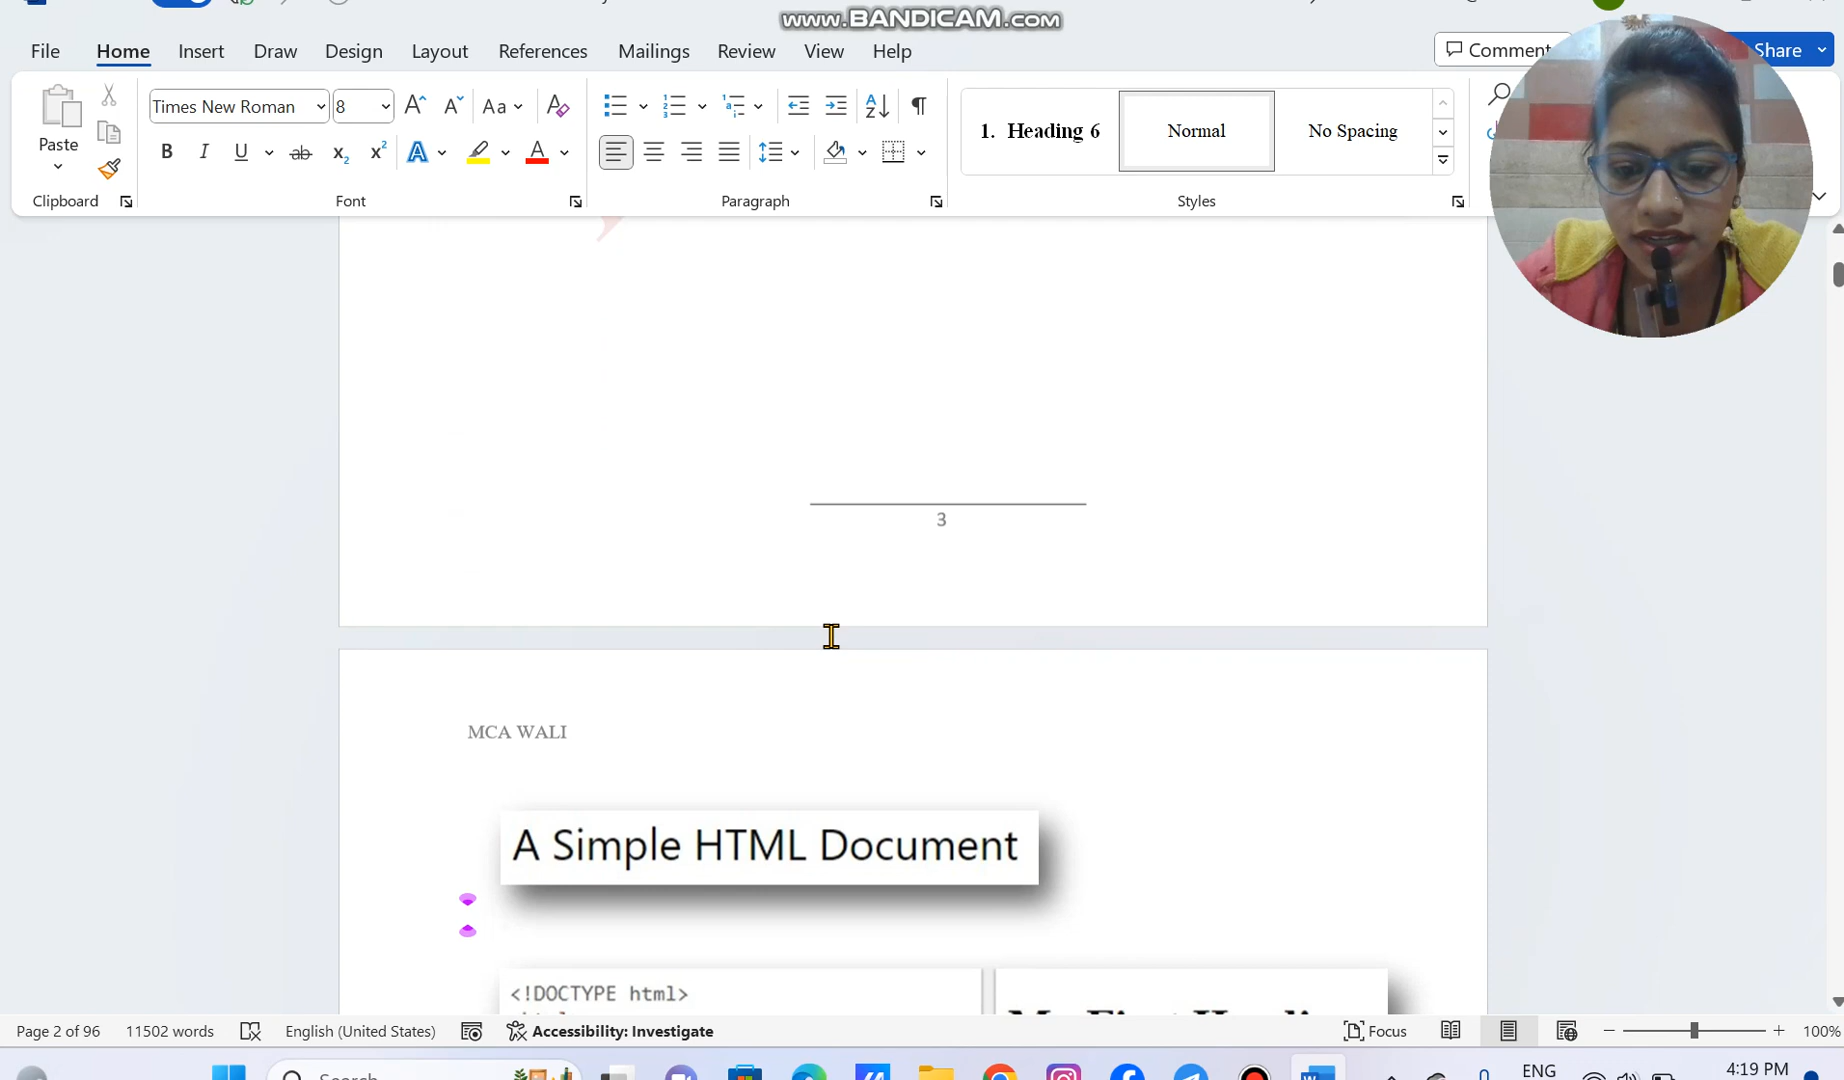 www.BANDICAM.com
File Home Insert Draw Design Layout References Mailings Review View Help Comment Share
Paste
Times New Roman 8 Aa
B I U ab x2 x2 A A
1. Heading 6 Normal No Spacing
Clipboard Font Paragraph Styles
3
MCA WALI
A Simple HTML Document
<!DOCTYPE html>
Page 2 of 96 11502 words English (United States) Accessibility: Investigate Focus 100%
Search ENG 4:19 PM